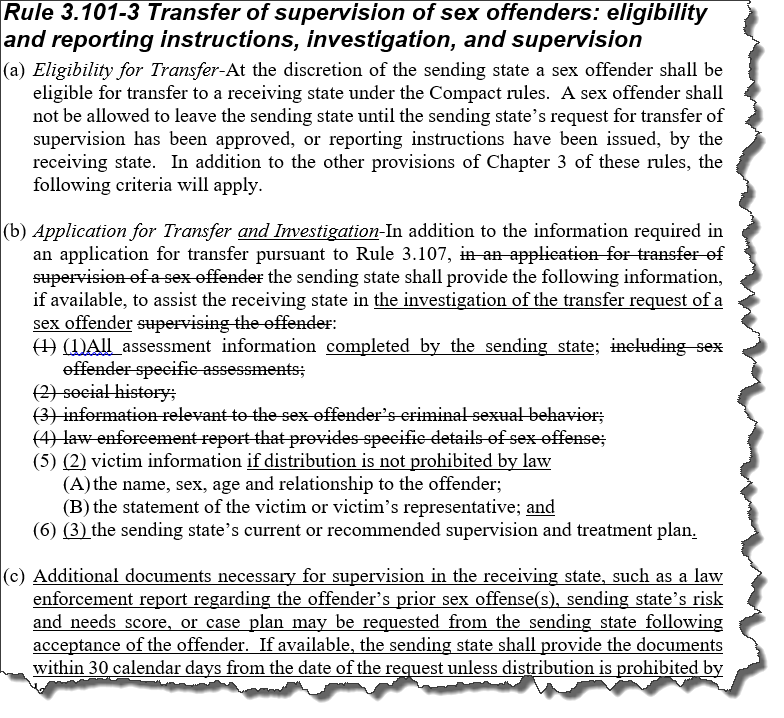 Rule 3.101-3 Transfer of supervision of sex offenders: eligibility
and reporting instructions, investigation, and supervision
(a) Eligibility for Transfer-At the discretion of the sending state a sex offender shall be
eligible for transfer to a receiving state under the Compact rules. A sex offender shall
not be allowed to leave the sending state until the sending state’s request for transfer of
supervision has been approved, or reporting instructions have been issued, by the
receiving state. In addition to the other provisions of Chapter 3 of these rules, the
following criteria will apply.
(b) Application for Transfer and Investigation-In addition to the information required in
an application for transfer pursuant to Rule 3.107, in an application for transfer of
supervision of a sex offender the sending state shall provide the following information,
if available, to assist the receiving state in the investigation of the transfer request of a
sex offender supervising the offender:
(1) (1)All assessment information completed by the sending state; including sex
offender specific assessments;
(2) social history;
(3) information relevant to the sex offender’s criminal sexual behavior;
(4) law enforcement report that provides specific details of sex offense;
(5) (2) victim information if distribution is not prohibited by law
(A) the name, sex, age and relationship to the offender;
(B) the statement of the victim or victim’s representative; and
(6) (3) the sending state’s current or recommended supervision and treatment plan.
(c) Additional documents necessary for supervision in the receiving state, such as a law
enforcement report regarding the offender’s prior sex offense(s), sending state’s risk
and needs score, or case plan may be requested from the sending state following
acceptance of the offender. If available, the sending state shall provide the documents
within 30 calendar days from the date of the request unless distribution is prohibited by